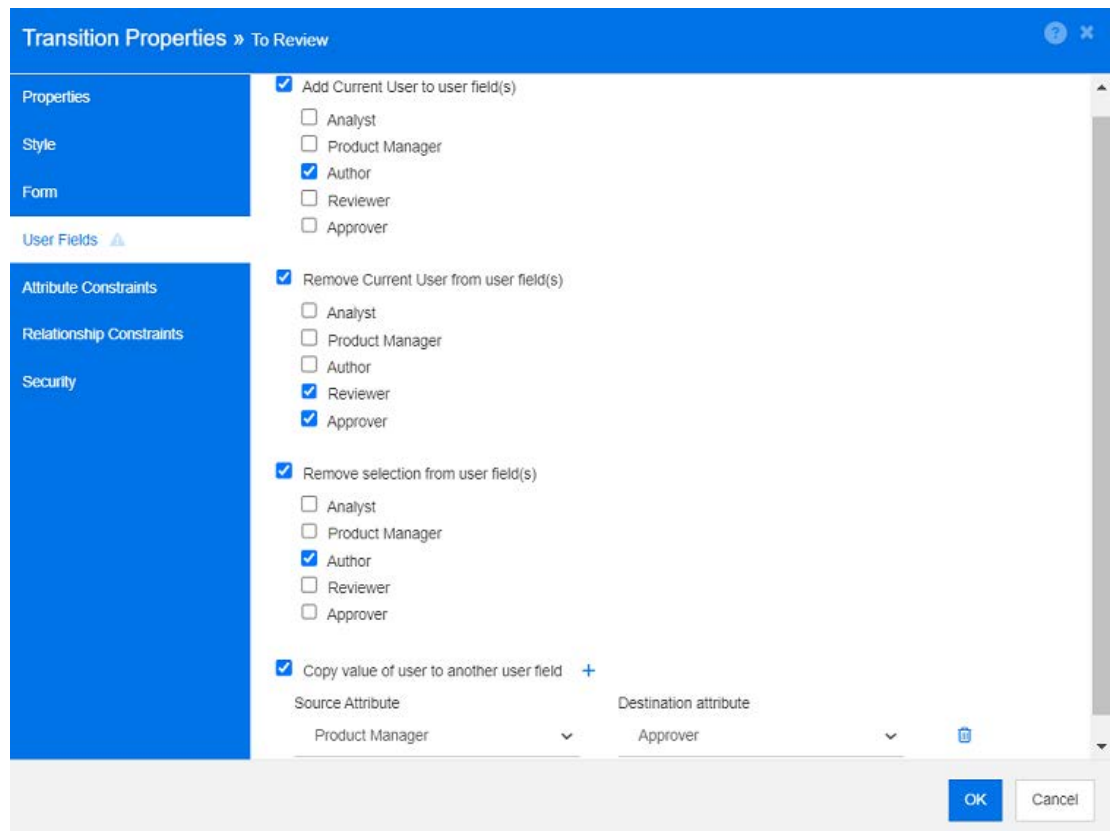 Transition Properties » To Review
Properties
Style
Form
User Fields
Attribute Constraints
Relationship Constraints
Security
Add Current User to user field(s)
Analyst
Product Manager
Author
Reviewer
Approver
Remove Current User from user field(s)
Analyst
Product Manager
Author
Reviewer
Approver
Remove selection from user field(s)
Analyst
Product Manager
Author
Reviewer
Approver
Copy value of user to another user field +
Source Attribute Destination attribute
Product Manager Approver
OK Cancel